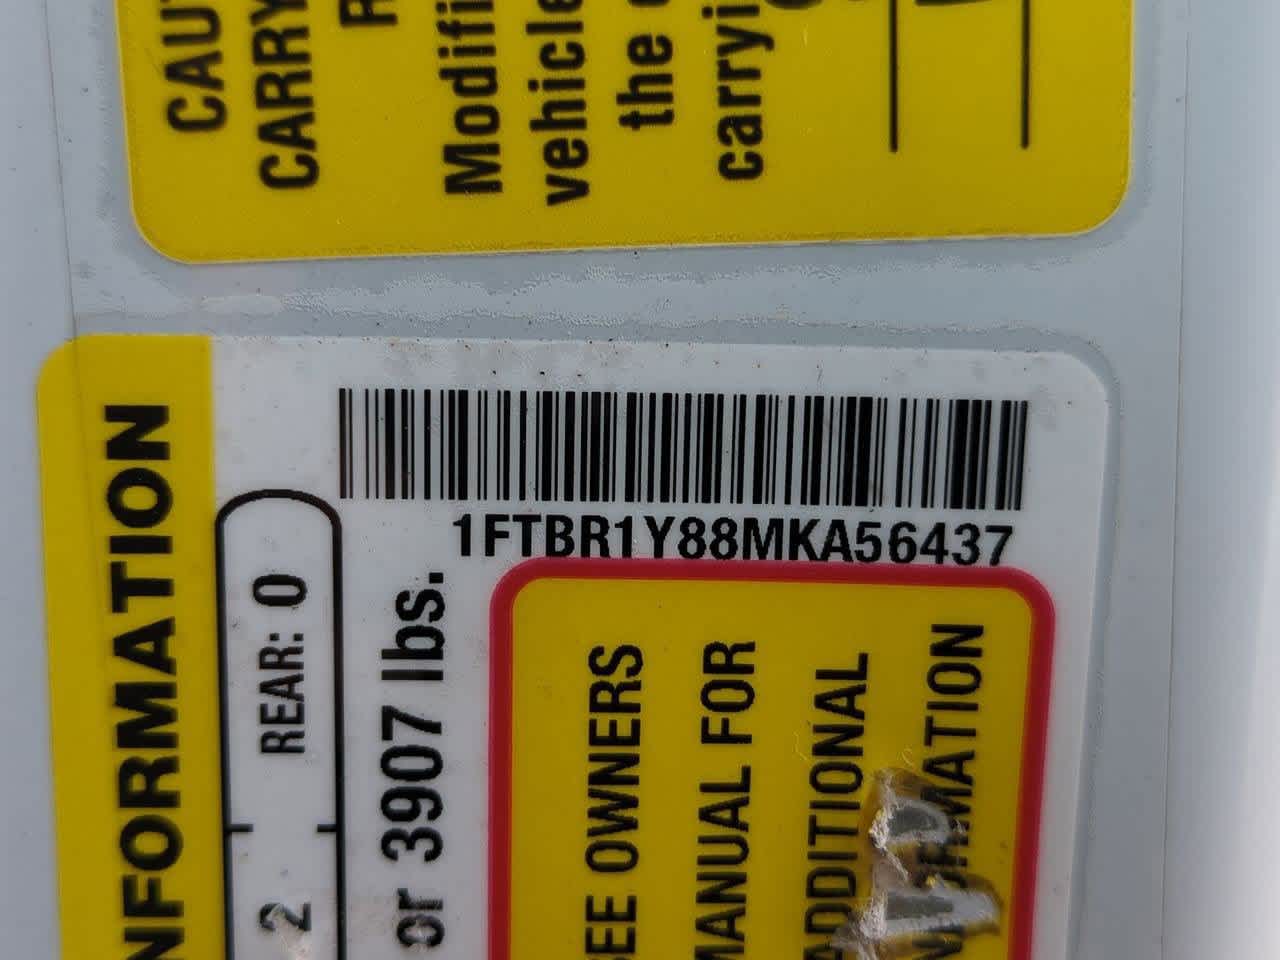 CAU
CARRY
R
Modifi
vehicle
the
carryi
NFORMATION
2
REAR: 0
or 3907 lbs.
1FTBR1Y88MKA56437
SEE OWNERS
MANUAL FOR
ADDITIONAL
INFORMATION